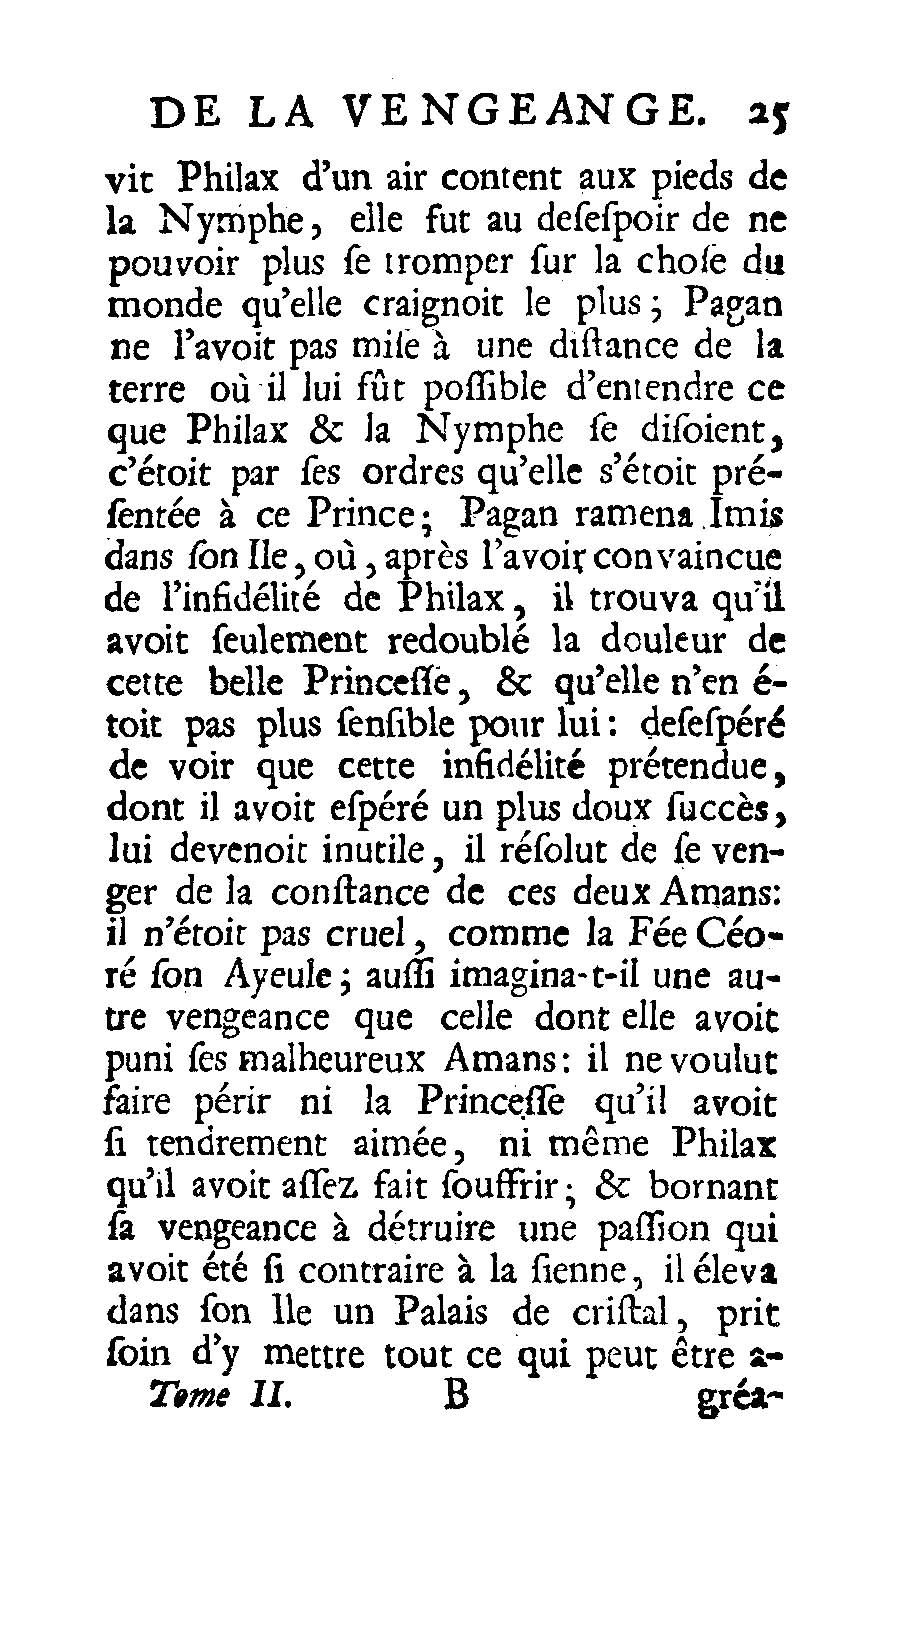 DE LA VENGEANGE. 25
vit Philax d'un air content aux pieds de
la Nymphe, elle fut au deſeſpoir de ne
pouvoir plus ſe tromper ſur la choſe du
monde qu'elle craignoit le plus; Pagan
ne l'avoit pas miſe à une diſtance de la
terre où il lui fût poſſible d'entendre ce
que Philax & la Nymphe ſe diſoient,
c'étoit par ſes ordres qu'elle s'étoit pré-
ſentée à ce Prince; Pagan ramena Imis
dans ſon Ile, où, après l'avoir convaincue
de l'infidélité de Philax, il trouva qu'il
avoit ſeulement redoublé la douleur de
cette belle Princeſſe, & qu'elle n'en é-
toit pas plus ſenſible pour lui: deſeſpéré
de voir que cette infidélité prétendue,
dont il avoit eſpéré un plus doux ſuccès,
lui devenoit inutile, il réſolut de ſe ven-
ger de la conſtance de ces deux Amans:
il n'étoit pas cruel, comme la Fée Céo-
ré ſon Ayeule; auſſi imagina-t-il une au-
tre vengeance que celle dont elle avoit
puni ſes malheureux Amans: il ne voulut
faire périr ni la Princeſſe qu'il avoit
ſi tendrement aimée, ni même Philax
qu'il avoit aſſez fait ſouffrir; & bornant
ſa vengeance à détruire une paſſion qui
avoit été ſi contraire à la ſienne, il éleva
dans ſon Ile un Palais de criſtal, prit
ſoin d'y mettre tout ce qui peut être a-
Tome II. B gréa-